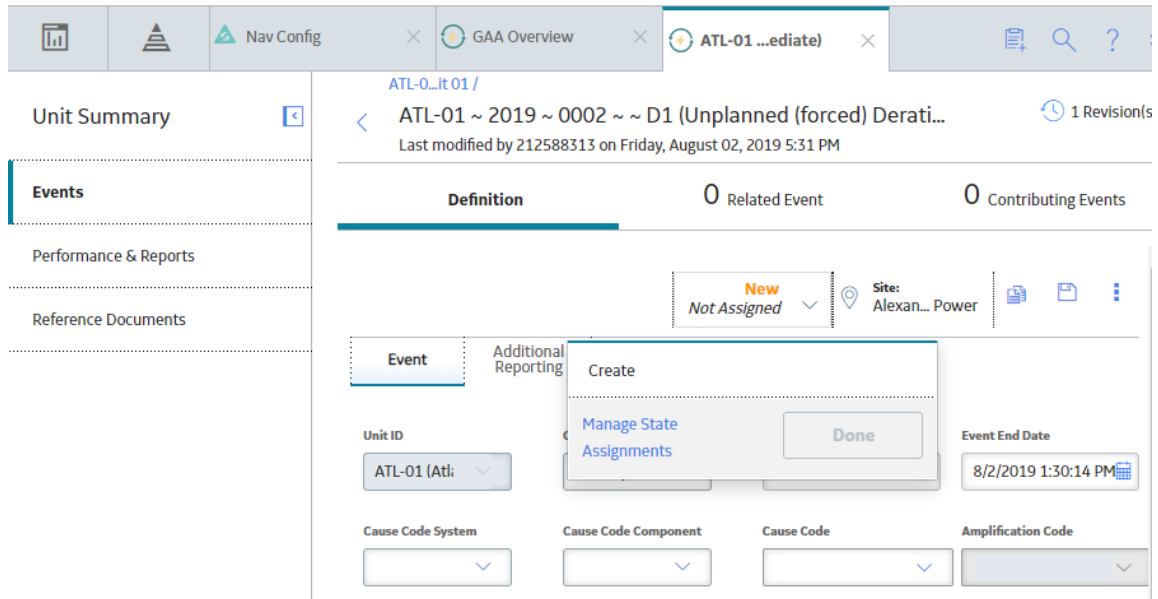 Nav Config
GAA Overview
ATL-01 ...ediate)
Unit Summary
Events
Performance & Reports
Reference Documents
ATL-0...it 01 /
ATL-01 ~ 2019 ~ 0002 ~ ~ D1 (Unplanned (forced) Derati...
1 Revision(s
Last modified by 212588313 on Friday, August 02, 2019 5:31 PM
Definition
0 Related Event
0 Contributing Events
New
Not Assigned
Site:
Alexan... Power
Event
Additional
Reporting
Create
Manage State
Assignments
Done
Unit ID
Event End Date
ATL-01 (Atla
8/2/2019 1:30:14 PM
Cause Code System
Cause Code Component
Cause Code
Amplification Code